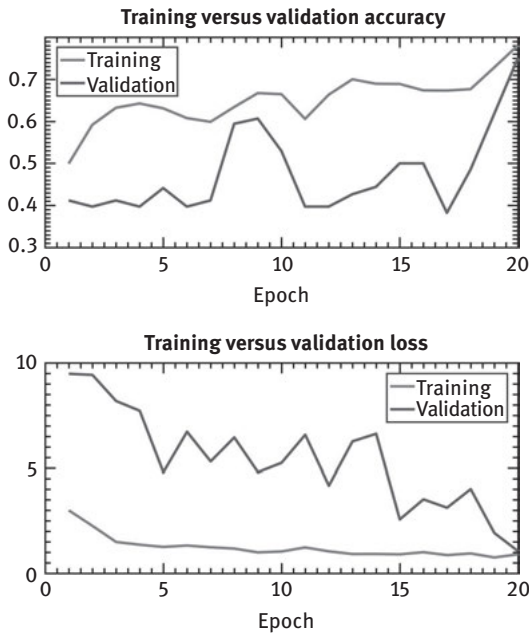 Training versus validation accuracy
Training
Validation
0.7
0.6
0.5
0.4
0.3
0 5 10 15 20
Epoch
Training versus validation loss
10
Training
Validation
5
0
0 5 10 15 20
Epoch